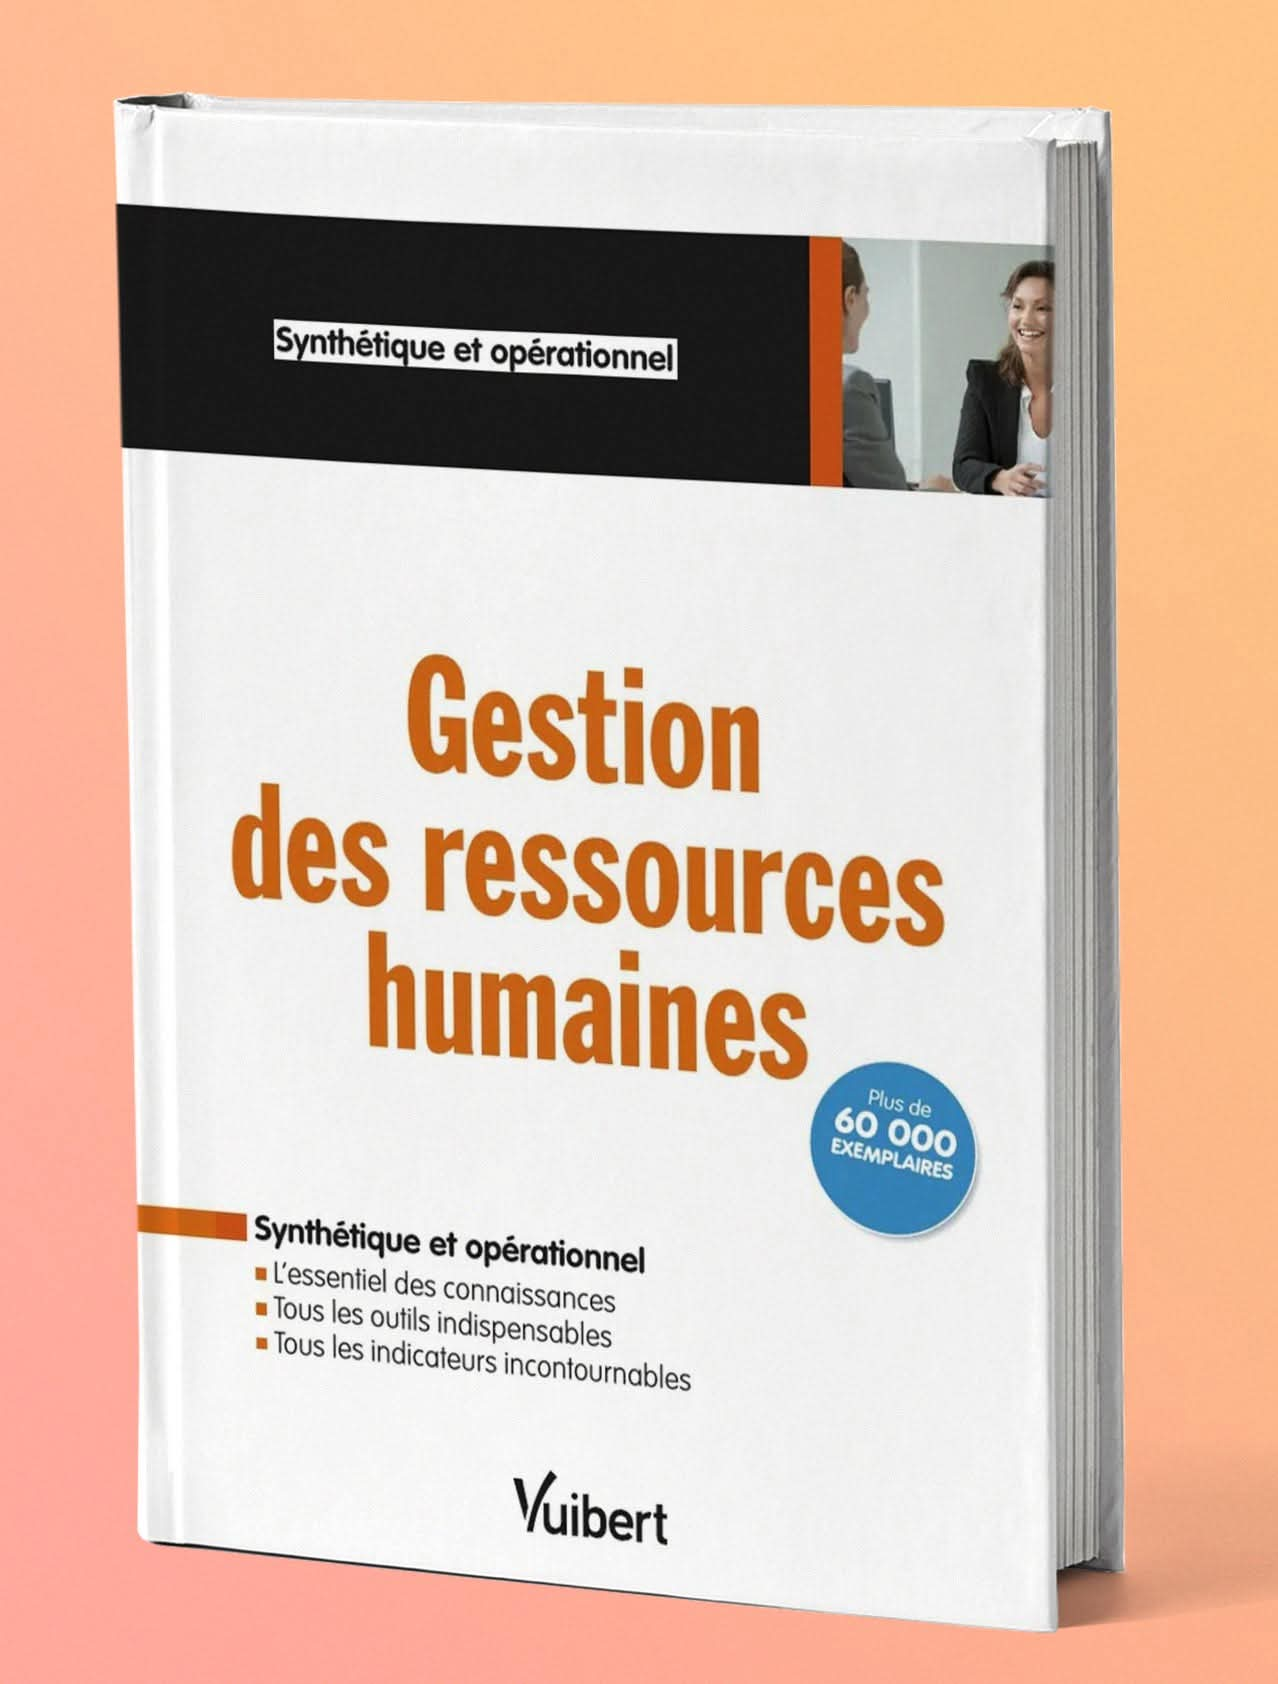 Synthétique et opérationnel
Gestion
des ressources
humaines
Plus de
60 000
EXEMPLAIRES
Synthétique et opérationnel
L'essentiel des connaissances
Tous les outils indispensables
Tous les indicateurs incontournables
Vuibert